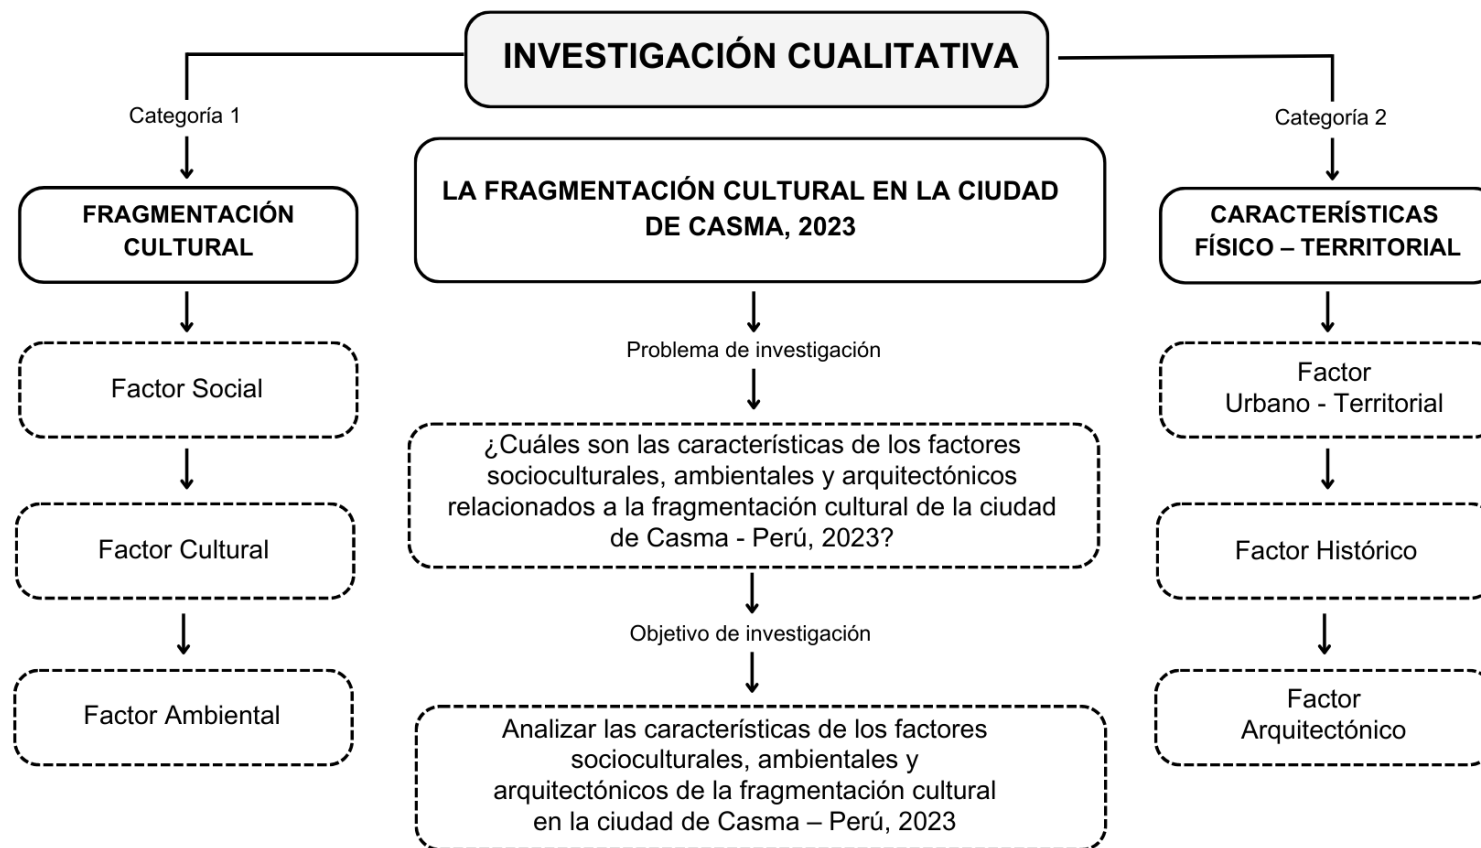 INVESTIGACIÓN CUALITATIVA
Categoría 1
FRAGMENTACIÓN
CULTURAL
Factor Social
Factor Cultural
Factor Ambiental
LA FRAGMENTACIÓN CULTURAL EN LA CIUDAD
DE CASMA, 2023
Problema de investigación
¿Cuáles son las características de los factores
socioculturales, ambientales y arquitectónicos
relacionados a la fragmentación cultural de la ciudad
de Casma - Perú, 2023?
Objetivo de investigación
Analizar las características de los factores
socioculturales, ambientales y
arquitectónicos de la fragmentación cultural
en la ciudad de Casma – Perú, 2023
Categoría 2
CARACTERÍSTICAS
FÍSICO – TERRITORIAL
Factor
Urbano - Territorial
Factor Histórico
Factor
Arquitectónico